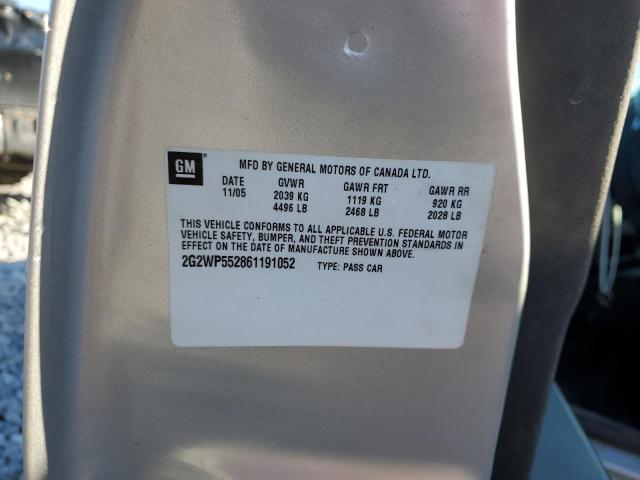 GM
MFD BY GENERAL MOTORS OF CANADA LTD.
DATE GVWR GAWR FRT GAWR RR
11/05 2039 KG 1119 KG 920 KG
4496 LB 2468 LB 2028 LB
THIS VEHICLE CONFORMS TO ALL APPLICABLE U.S. FEDERAL MOTOR
VEHICLE SAFETY, BUMPER, AND THEFT PREVENTION STANDARDS IN
EFFECT ON THE DATE OF MANUFACTURE SHOWN ABOVE.
2G2WP552861191052 TYPE: PASS CAR